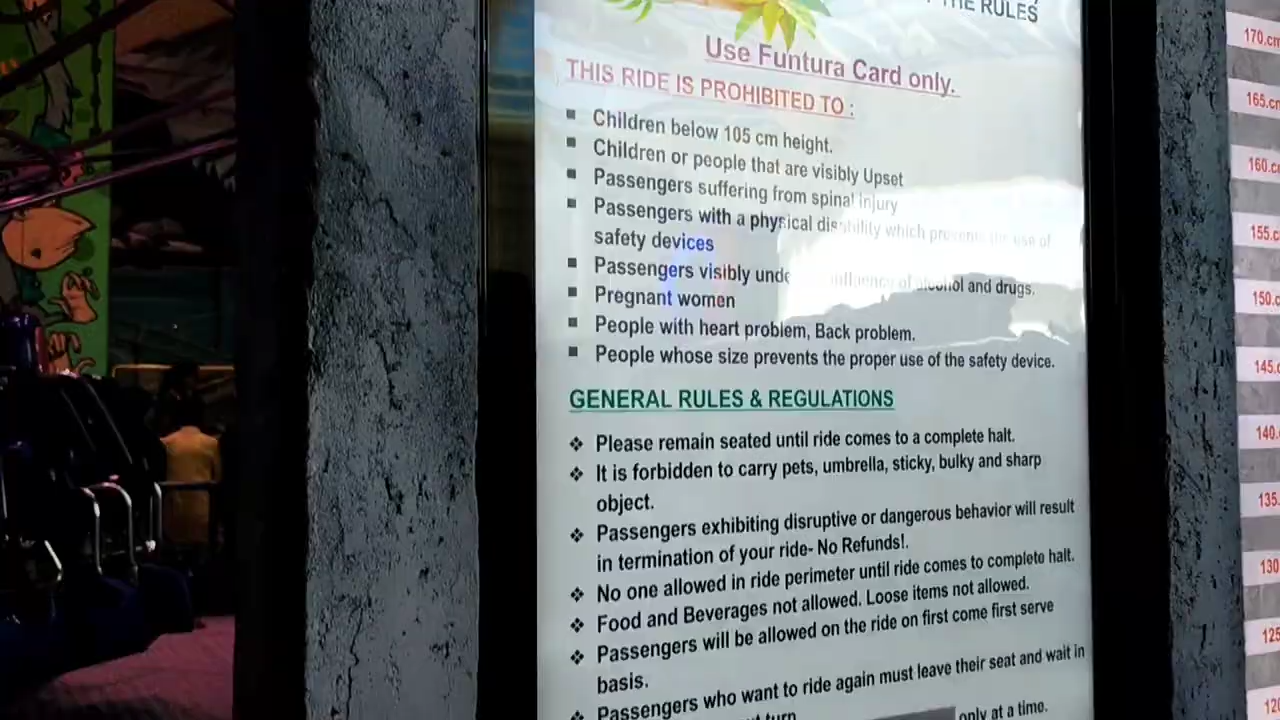 THE RULES
Use Funtura Card only.
THIS RIDE IS PROHIBITED TO :
Children below 105 cm height.
Children or people that are visibly Upset
Passengers suffering from spinal injury
Passengers with a physical disability which prevents the use of
safety devices
Passengers visibly influency of alcohol and drugs.
Pregnant women
People with heart problem, Back problem.
People whose size prevents the proper use of the safety device.
GENERAL RULES & REGULATIONS
Please remain seated until ride comes to a complete halt.
It is forbidden to carry pets, umbrella, sticky, bulky and sharp
object.
Passengers exhibiting disruptive or dangerous behavior will result
in termination of your ride- No Refunds!.
No one allowed in ride perimeter until ride comes to complete halt.
Food and Beverages not allowed. Loose items not allowed.
Passengers will be allowed on the ride on first come first serve
basis.
Passengers who want to ride again must leave their seat and wait in
turn
only at a time.
170.cm
165.cm
160.c
155.c
150.c
145.c
140.
135.
130
125
120